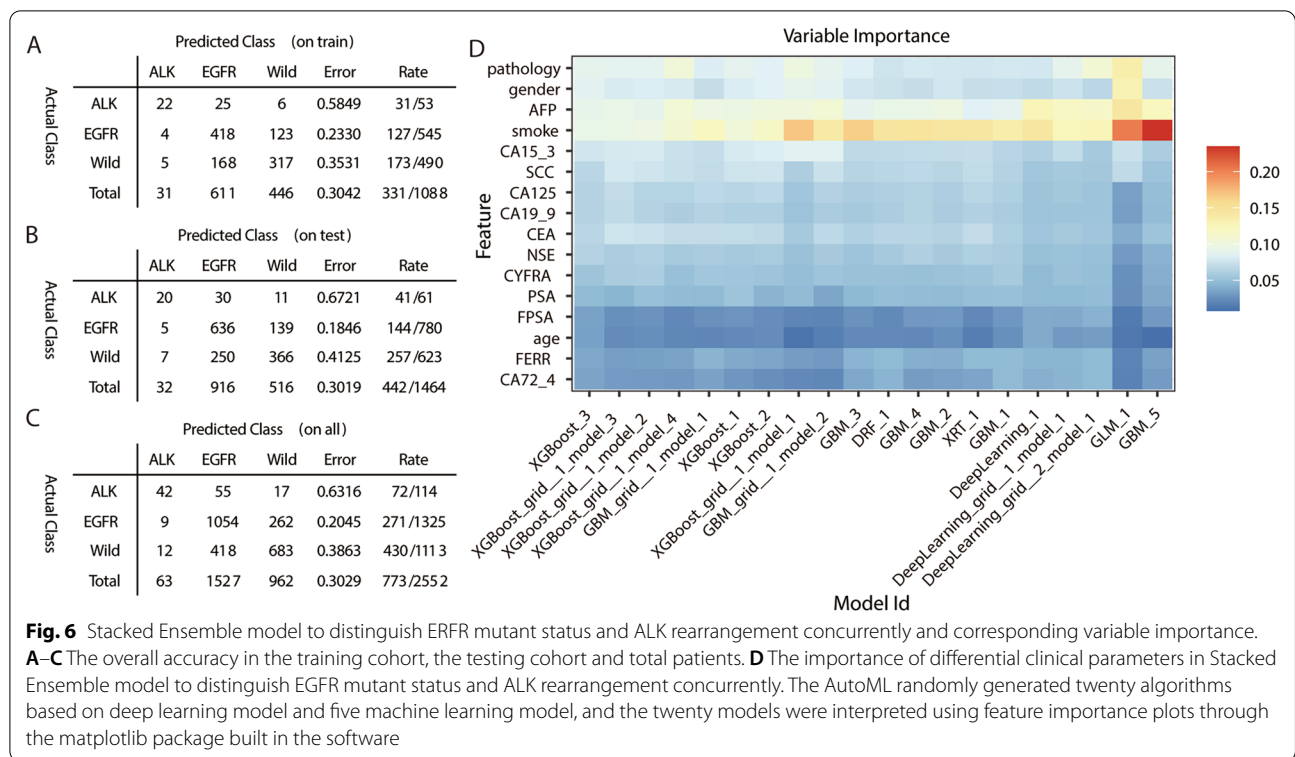 A
Predicted Class (on train)
Actual Class
ALK EGFR Wild Error Rate
ALK 22 25 6 0.5849 31/53
EGFR 4 418 123 0.2330 127/545
Wild 5 168 317 0.3531 173/490
Total 31 611 446 0.3042 331/1088
B
Predicted Class (on test)
Actual Class
ALK EGFR Wild Error Rate
ALK 20 30 11 0.6721 41/61
EGFR 5 636 139 0.1846 144/780
Wild 7 250 366 0.4125 257/623
Total 32 916 516 0.3019 442/1464
C
Predicted Class (on all)
Actual Class
ALK EGFR Wild Error Rate
ALK 42 55 17 0.6316 72/114
EGFR 9 1054 262 0.2045 271/1325
Wild 12 418 683 0.3863 430/1113
Total 63 1527 962 0.3029 773/2552
D
Variable Importance
Feature
pathology
gender
AFP
smoke
CA15_3
SCC
CA125
CA19_9
CEA
NSE
CYFRA
PSA
FPSA
age
FERR
CA72_4
XGBoost_3
XGBoost_grid__1_model_3
XGBoost_grid__1_model_2
XGBoost_grid__1_model_4
GBM_grid__1_model_1
XGBoost_1
XGBoost_2
XGBoost_grid__1_model_1
GBM_grid__1_model_2
GBM_3
DRF_1
GBM_4
GBM_2
XRT_1
GBM_1
DeepLearning_1
DeepLearning_grid__1_model_1
DeepLearning_grid__2_model_1
GLM_1
GBM_5
Model Id
0.20
0.15
0.10
0.05
Fig. 6 Stacked Ensemble model to distinguish ERFR mutant status and ALK rearrangement concurrently and corresponding variable importance.
A–C The overall accuracy in the training cohort, the testing cohort and total patients. D The importance of differential clinical parameters in Stacked
Ensemble model to distinguish EGFR mutant status and ALK rearrangement concurrently. The AutoML randomly generated twenty algorithms
based on deep learning model and five machine learning model, and the twenty models were interpreted using feature importance plots through
the matplotlib package built in the software